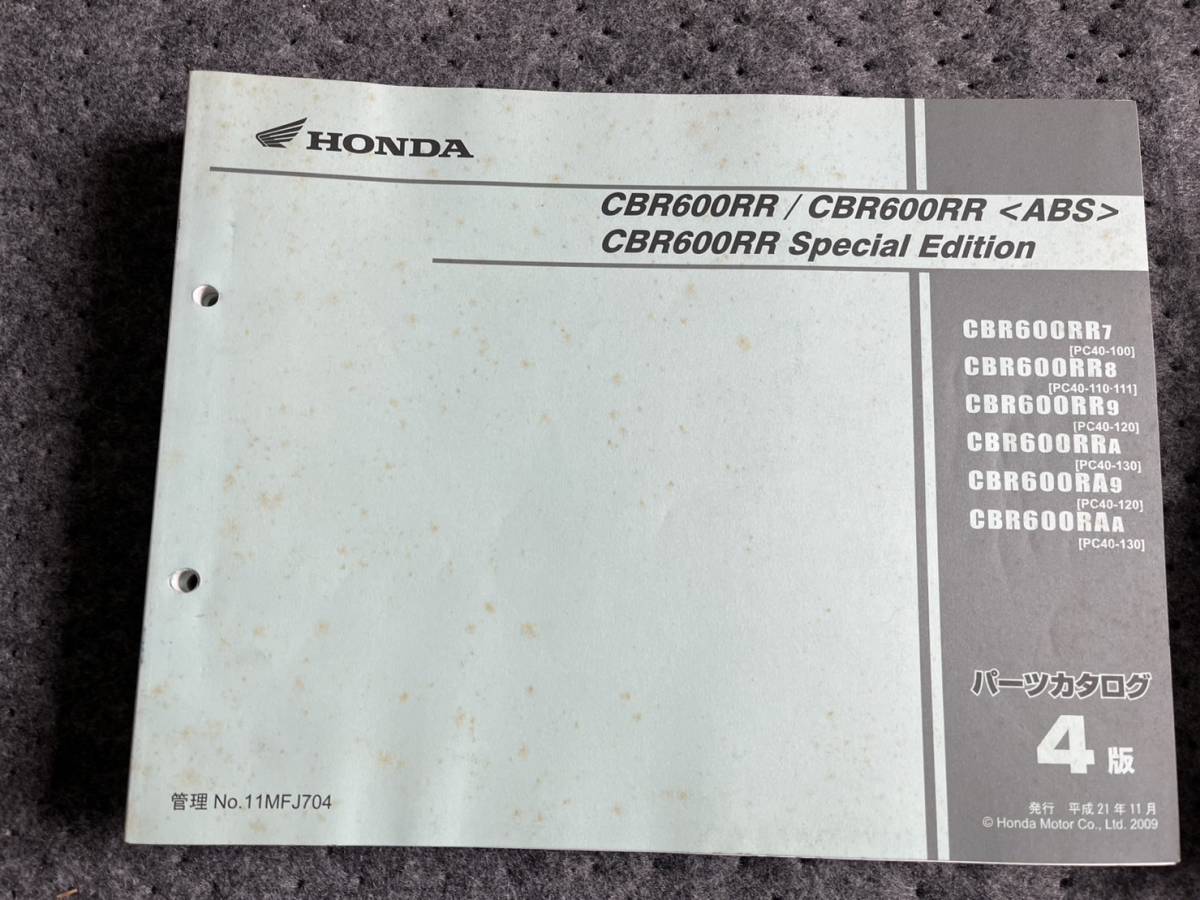 HONDA
CBR600RR / CBR600RR <ABS>
CBR600RR Special Edition
CBR600RR7
[PC40-100]
CBR600RR8
[PC40-110·111]
CBR600RR9
[PC40-120]
CBR600RRA
[PC40-130]
CBR600RA9
[PC40-120]
CBR600RAA
[PC40-130]
パーツカタログ
4版
管理 No.11MFJ704
発行 平成21年11月
© Honda Motor Co., Ltd. 2009